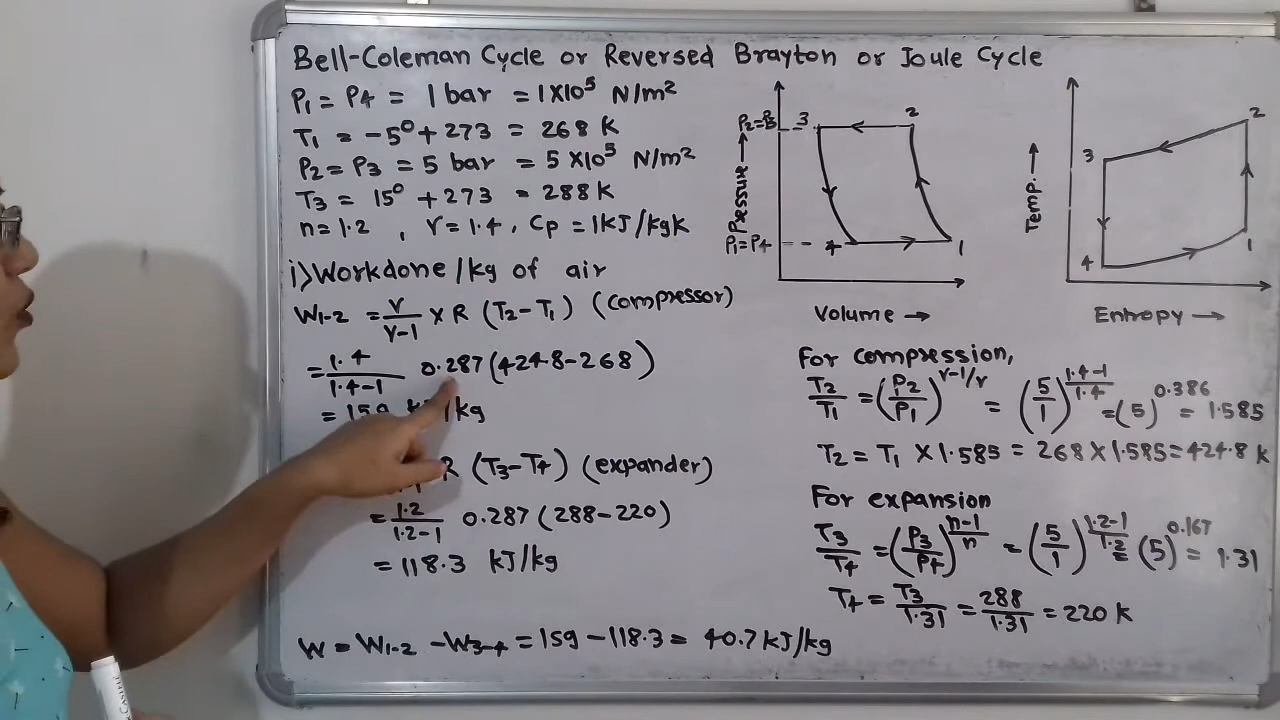 Bell-Coleman Cycle or Reversed Brayton or Joule Cycle
P1 = P4 = 1 bar = 1X10⁵ N/m²
T1 = -5° + 273 = 268 K
P2 = P3 = 5 bar = 5 X10⁵ N/m²
T3 = 15° + 273 = 288 K
n = 1.2 , γ = 1.4 , Cp = 1KJ/kgK
i) Workdone /kg of air
W1-2 = γ/γ-1 X R (T2-T1) (compressor)
= 1.4/1.4-1 0.287 (424.8-268)
= 159 /kg
R (T3-T4) (expander)
= 1.2/1.2-1 0.287 (288-220)
= 118.3 KJ/kg
W = W1-2 - W3-4 = 159 - 118.3 = 40.7 KJ/kg
P2=P3
3
2
Pressure
P1=P4
4
1
Volume
2
3
Temp.
1
4
Entropy
For compression,
T2/T1 = (P2/P1)^γ-1/γ = (5/1)^1.4-1/1.4 = (5)^0.386 = 1.585
T2 = T1 X 1.585 = 268 X 1.585 = 424.8 K
For expansion
T3/T4 = (P3/P4)^n-1/n = (5/1)^1.2-1/1.2 = (5)^0.167 = 1.31
T4 = T3/1.31 = 288/1.31 = 220 K